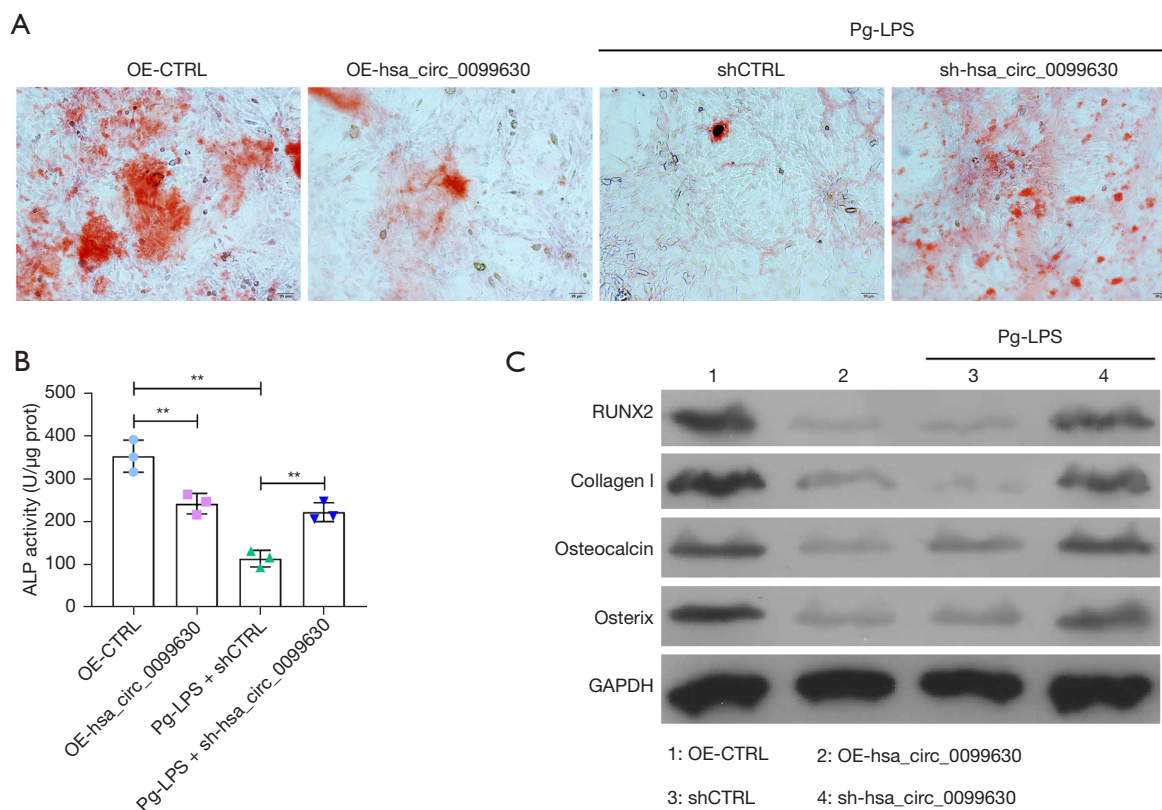 A
Pg-LPS
OE-CTRL OE-hsa_circ_0099630 shCTRL sh-hsa_circ_0099630
B
ALP activity (U/µg prot)
500
400
300
200
100
0
** ** **
OE-CTRL
OE-hsa_circ_0099630
Pg-LPS + shCTRL
Pg-LPS + sh-hsa_circ_0099630
C
Pg-LPS
1 2 3 4
RUNX2
Collagen I
Osteocalcin
Osterix
GAPDH
1: OE-CTRL 2: OE-hsa_circ_0099630
3: shCTRL 4: sh-hsa_circ_0099630